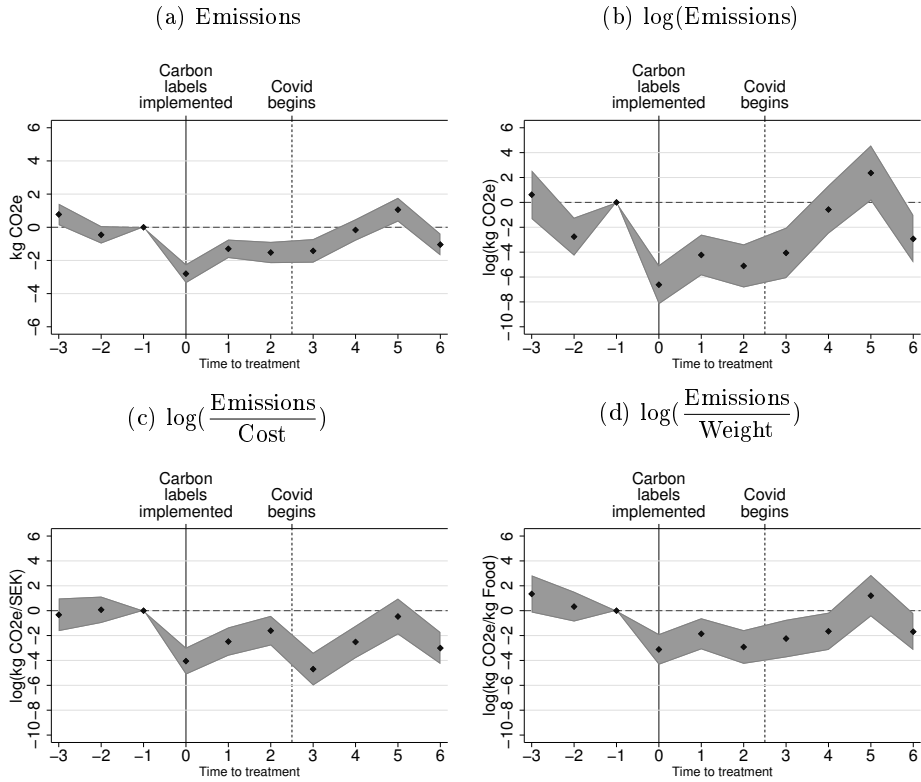 (a) Emissions
Carbon
labels
implemented
Covid
begins
kg CO2e
6
4
2
0
−2
−4
−6
−3 −2 −1 0 1 2 3 4 5 6
Time to treatment
(b) log(Emissions)
Carbon
labels
implemented
Covid
begins
log(kg CO2e)
6
4
2
0
−2
−4
−6
−8
−10
−3 −2 −1 0 1 2 3 4 5 6
Time to treatment
(c) log(Emissions/Cost)
Carbon
labels
implemented
Covid
begins
log(kg CO2e/SEK)
6
4
2
0
−2
−4
−6
−8
−10
−3 −2 −1 0 1 2 3 4 5 6
Time to treatment
(d) log(Emissions/Weight)
Carbon
labels
implemented
Covid
begins
log(kg CO2e/kg Food)
6
4
2
0
−2
−4
−6
−8
−10
−3 −2 −1 0 1 2 3 4 5 6
Time to treatment